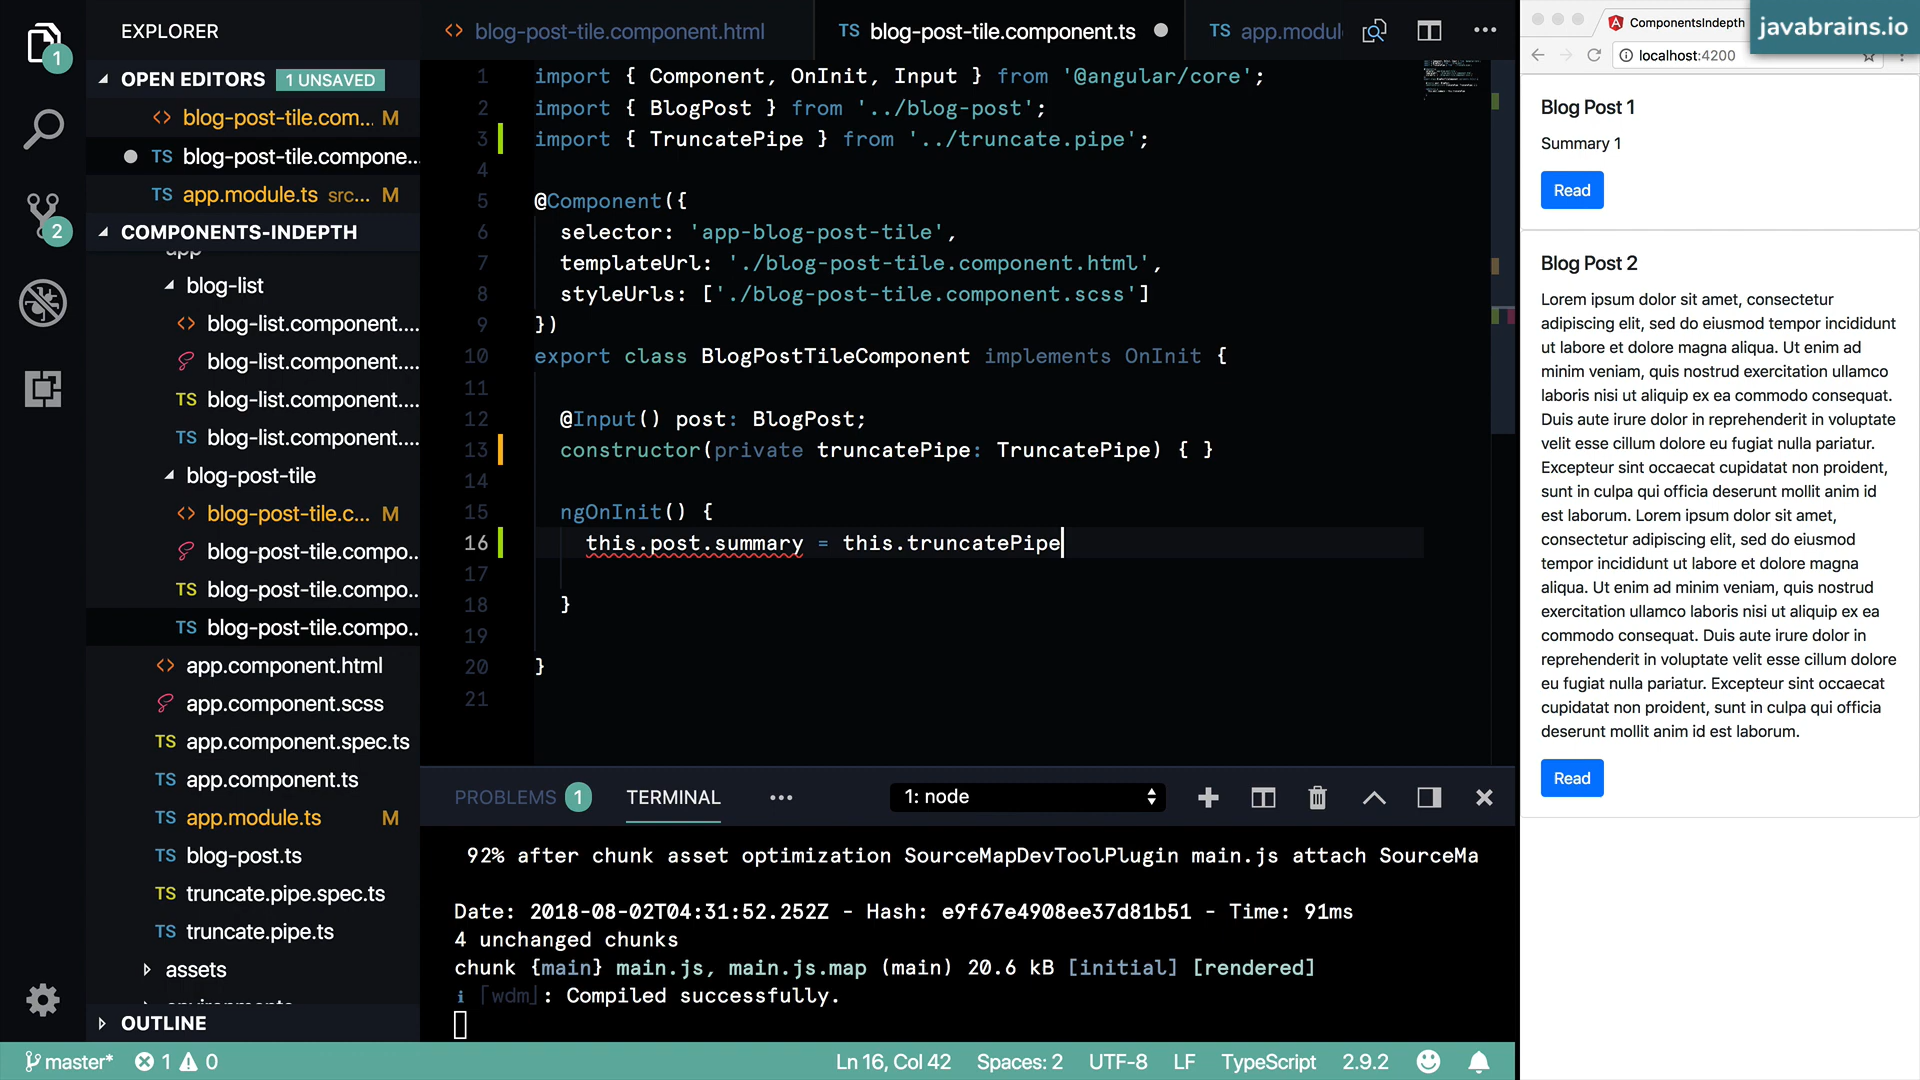 EXPLORER
OPEN EDITORS 1 UNSAVED
<> blog-post-tile.com... M
TS blog-post-tile.compone...
TS app.module.ts src... M
COMPONENTS-INDEPTH
app
blog-list
<> blog-list.component....
blog-list.component....
TS blog-list.component....
TS blog-list.component....
blog-post-tile
<> blog-post-tile.c... M
blog-post-tile.compo..
TS blog-post-tile.compo..
TS blog-post-tile.compo..
<> app.component.html
app.component.scss
TS app.component.spec.ts
TS app.component.ts
TS app.module.ts M
TS blog-post.ts
TS truncate.pipe.spec.ts
TS truncate.pipe.ts
assets
environments
OUTLINE
1
2
<> blog-post-tile.component.html
TS blog-post-tile.component.ts
TS app.modul
1 import { Component, OnInit, Input } from '@angular/core';
2 import { BlogPost } from '../blog-post';
3 import { TruncatePipe } from '../truncate.pipe';
4
5 @Component({
6 selector: 'app-blog-post-tile',
7 templateUrl: './blog-post-tile.component.html',
8 styleUrls: ['./blog-post-tile.component.scss']
9 })
10 export class BlogPostTileComponent implements OnInit {
11
12 @Input() post: BlogPost;
13 constructor(private truncatePipe: TruncatePipe) { }
14
15 ngOnInit() {
16 this.post.summary = this.truncatePipe
17
18 }
19
20 }
21
PROBLEMS 1 TERMINAL ••• 1: node
92% after chunk asset optimization SourceMapDevToolPlugin main.js attach SourceMa
Date: 2018-08-02T04:31:52.252Z - Hash: e9f67e4908ee37d81b51 - Time: 91ms
4 unchanged chunks
chunk {main} main.js, main.js.map (main) 20.6 kB [initial] [rendered]
i ｢wdm｣: Compiled successfully.
master* 1 0 Ln 16, Col 42 Spaces: 2 UTF-8 LF TypeScript 2.9.2
ComponentsIndepth
javabrains.io
localhost:4200
Blog Post 1
Summary 1
Read
Blog Post 2
Lorem ipsum dolor sit amet, consectetur
adipiscing elit, sed do eiusmod tempor incididunt
ut labore et dolore magna aliqua. Ut enim ad
minim veniam, quis nostrud exercitation ullamco
laboris nisi ut aliquip ex ea commodo consequat.
Duis aute irure dolor in reprehenderit in voluptate
velit esse cillum dolore eu fugiat nulla pariatur.
Excepteur sint occaecat cupidatat non proident,
sunt in culpa qui officia deserunt mollit anim id
est laborum. Lorem ipsum dolor sit amet,
consectetur adipiscing elit, sed do eiusmod
tempor incididunt ut labore et dolore magna
aliqua. Ut enim ad minim veniam, quis nostrud
exercitation ullamco laboris nisi ut aliquip ex ea
commodo consequat. Duis aute irure dolor in
reprehenderit in voluptate velit esse cillum dolore
eu fugiat nulla pariatur. Excepteur sint occaecat
cupidatat non proident, sunt in culpa qui officia
deserunt mollit anim id est laborum.
Read